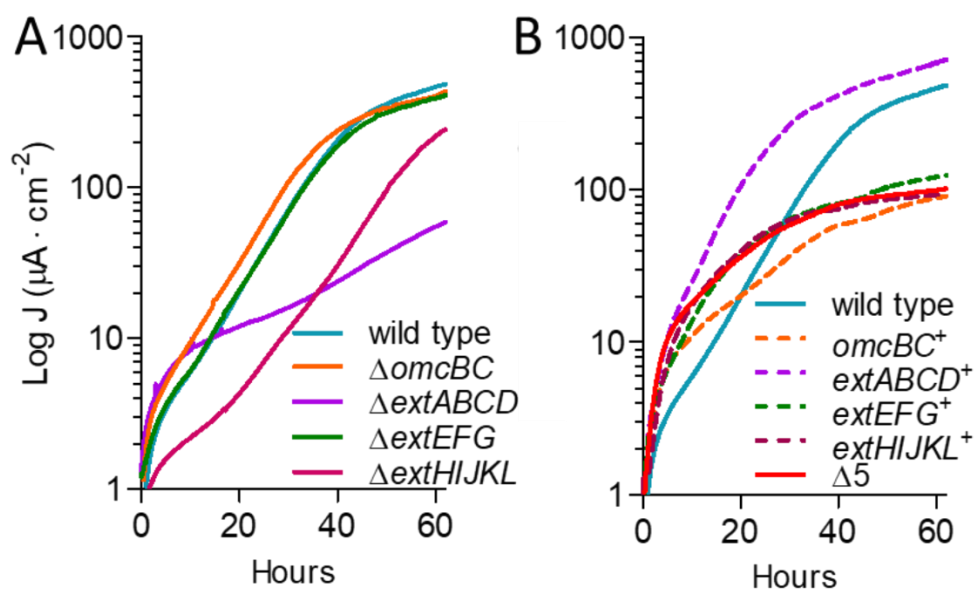 A
B
1000
100
10
1
Log J (µA · cm⁻²)
0 20 40 60
Hours
wild type
ΔomcBC
ΔextABCD
ΔextEFG
ΔextHIJKL
1000
100
10
1
0 20 40 60
Hours
wild type
omcBC⁺
extABCD⁺
extEFG⁺
extHIJKL⁺
Δ5